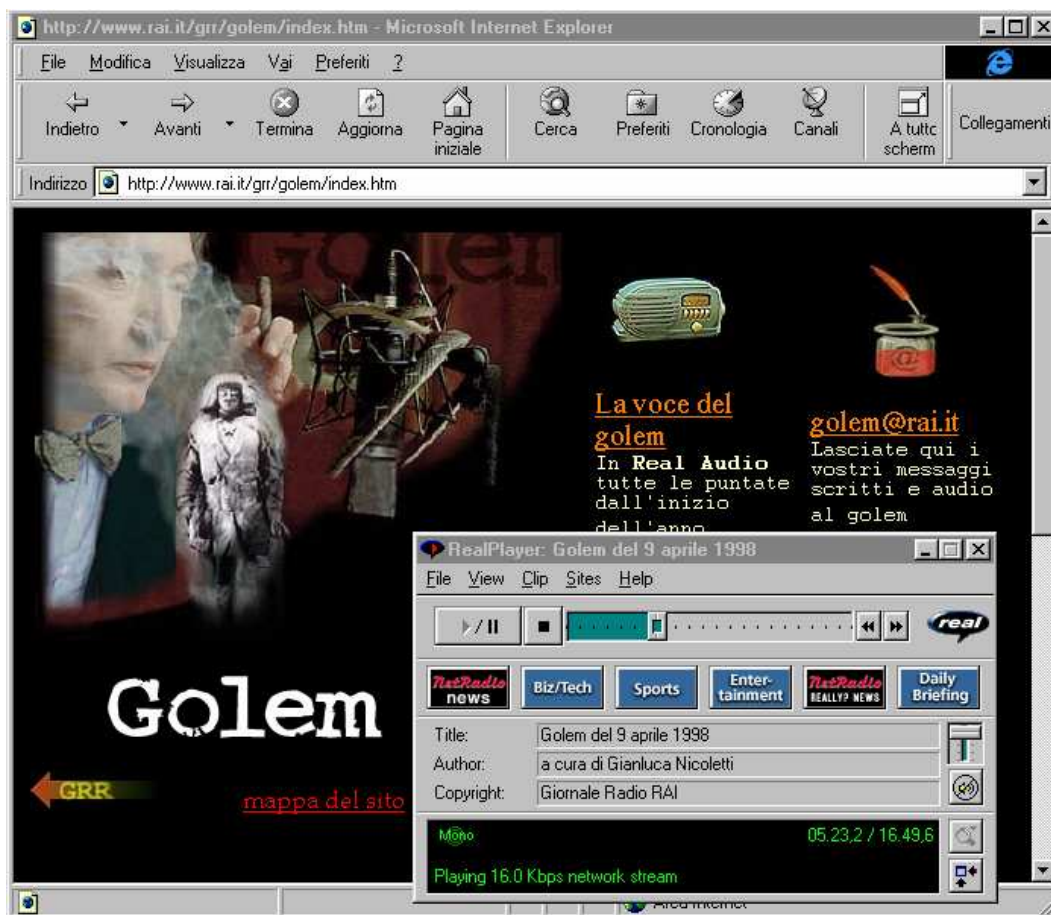 http://www.rai.it/grr/golem/index.htm - Microsoft Internet Explorer
File Modifica Visualizza Vai Preferiti ?
Indietro Avanti Termina Aggiorna Pagina iniziale Cerca Preferiti Cronologia Canali A tutto scherm Collegamenti
Indirizzo http://www.rai.it/grr/golem/index.htm
Golem
La voce del
golem
In Real Audio
tutte le puntate
dall'inizio
dell'anno
golem@rai.it
Lasciate qui i
vostri messaggi
scritti e audio
al golem
@
Golem
GRR
mappa del sito
RealPlayer: Golem del 9 aprile 1998
File View Clip Sites Help
real
NetRadio news Biz/Tech Sports Enter-tainment NetRadio REALLY? NEWS Daily Briefing
Title: Golem del 9 aprile 1998
Author: a cura di Gianluca Nicoletti
Copyright: Giornale Radio RAI
Mono 05.23,2 / 16.49,6
Playing 16.0 Kbps network stream
Area Internet